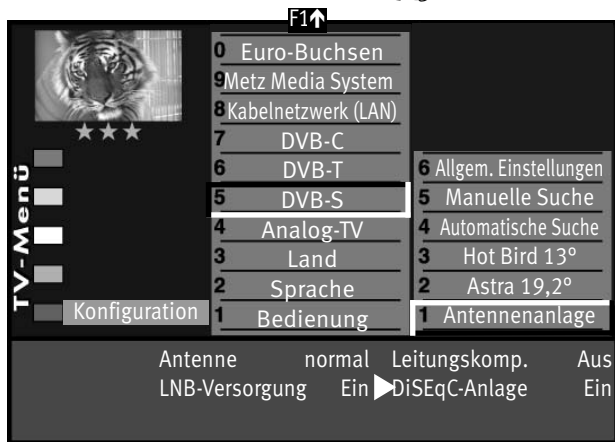 F1↑
0 Euro-Buchsen
9 Metz Media System
8 Kabelnetzwerk (LAN)
7 DVB-C
6 DVB-T
5 DVB-S
4 Analog-TV
3 Land
2 Sprache
1 Bedienung
6 Allgem. Einstellungen
5 Manuelle Suche
4 Automatische Suche
3 Hot Bird 13°
2 Astra 19,2°
1 Antennenanlage
TV-Menü
Konfiguration
Antenne normal Leitungskomp. Aus
LNB-Versorgung Ein ▶DiSEqC-Anlage Ein